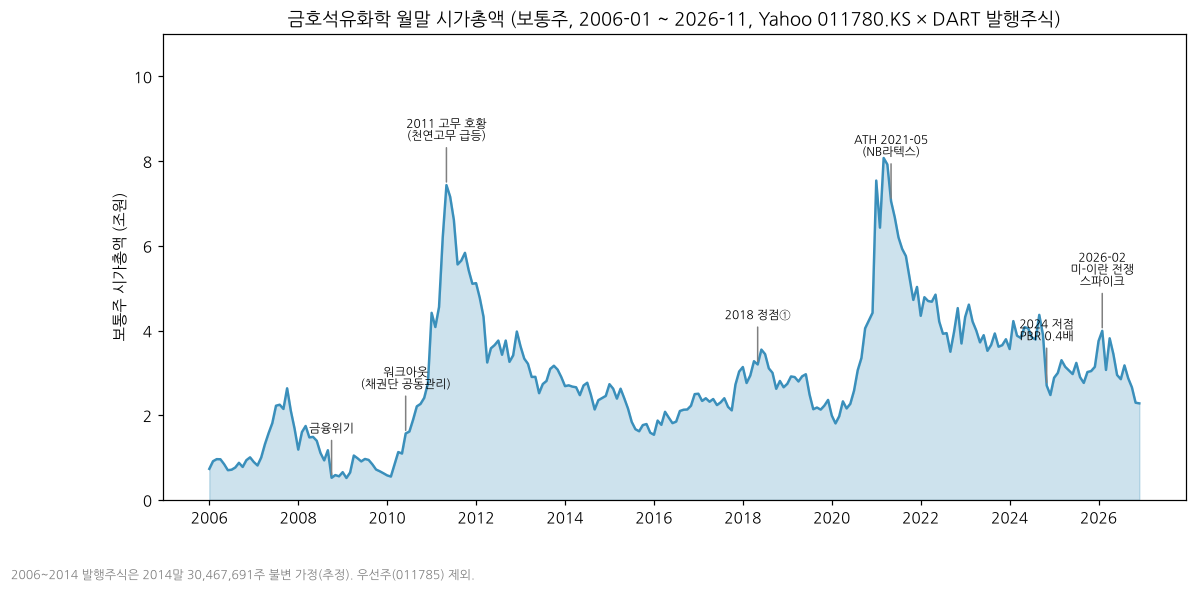 금호석유화학 월말 시가총액 (보통주, 2006-01 ~ 2026-11, Yahoo 011780.KS × DART 발행주식)
보통주 시가총액 (조원)
10
8
6
4
2
0
2011 고무 호황
(천연고무 급등)
ATH 2021-05
(NB라텍스)
2026-02
미-이란 전쟁
스파이크
2018 정점①
2024 저점
PBR 0.4배
워크아웃
(채권단 공동관리)
금융위기
2006
2008
2010
2012
2014
2016
2018
2020
2022
2024
2026
2006~2014 발행주식은 2014말 30,467,691주 불변 가정(추정). 우선주(011785) 제외.